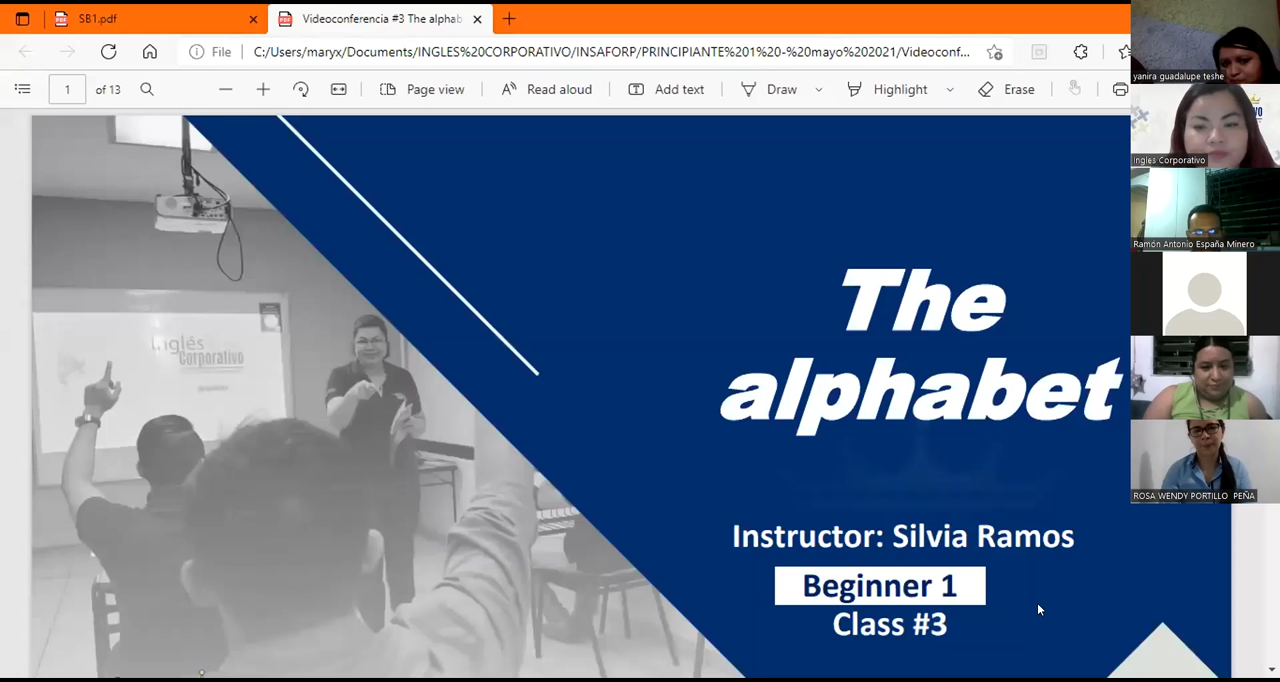 SB1.pdf
Videoconferencia #3 The alphab
File
C:/Users/maryx/Documents/INGLES%20CORPORATIVO/INSAFORP/PRINCIPIANTE%201%20-%20mayo%202021/Videoconf...
1 of 13
Page view
Read aloud
Add text
Draw
Highlight
Erase
yanira guadalupe teshe
Ingles Corporativo
Ramón Antonio España Minero
ROSA WENDY PORTILLO PEÑA
Inglés
Corporativo
The
alphabet
Instructor: Silvia Ramos
Beginner 1
Class #3